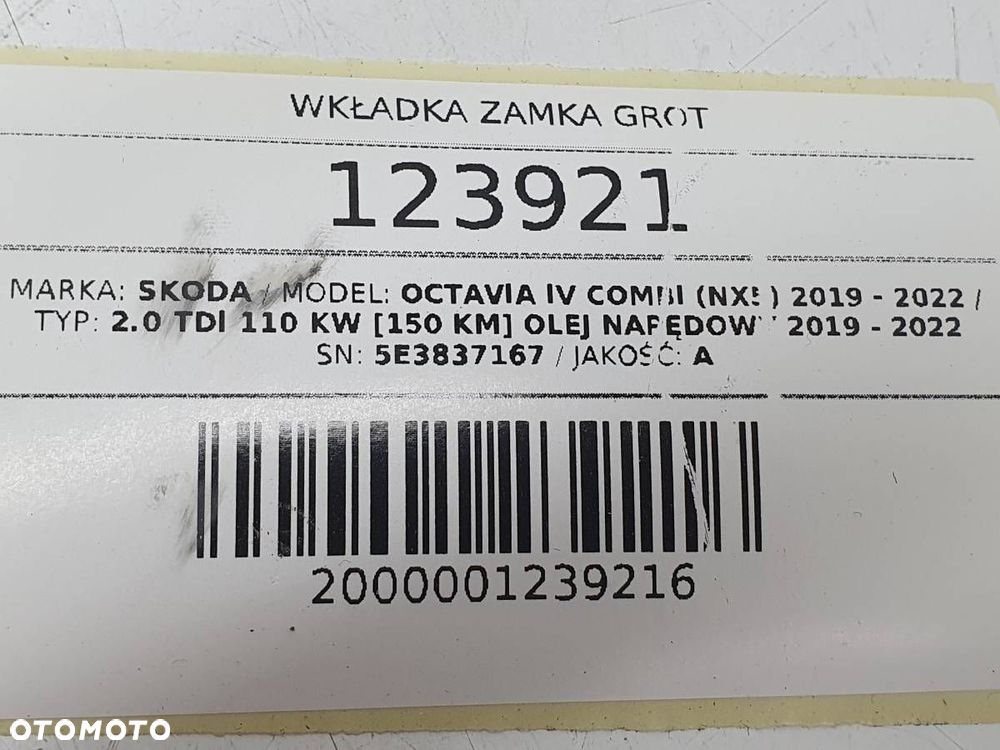 WKŁADKA ZAMKA GROT
123921
MARKA: SKODA / MODEL: OCTAVIA IV COMBI (NX5) 2019 - 2022 /
TYP: 2.0 TDI 110 KW [150 KM] OLEJ NAPĘDOWY 2019 - 2022
SN: 5E3837167 / JAKOŚĆ: A
2000001239216
OTOMOTO